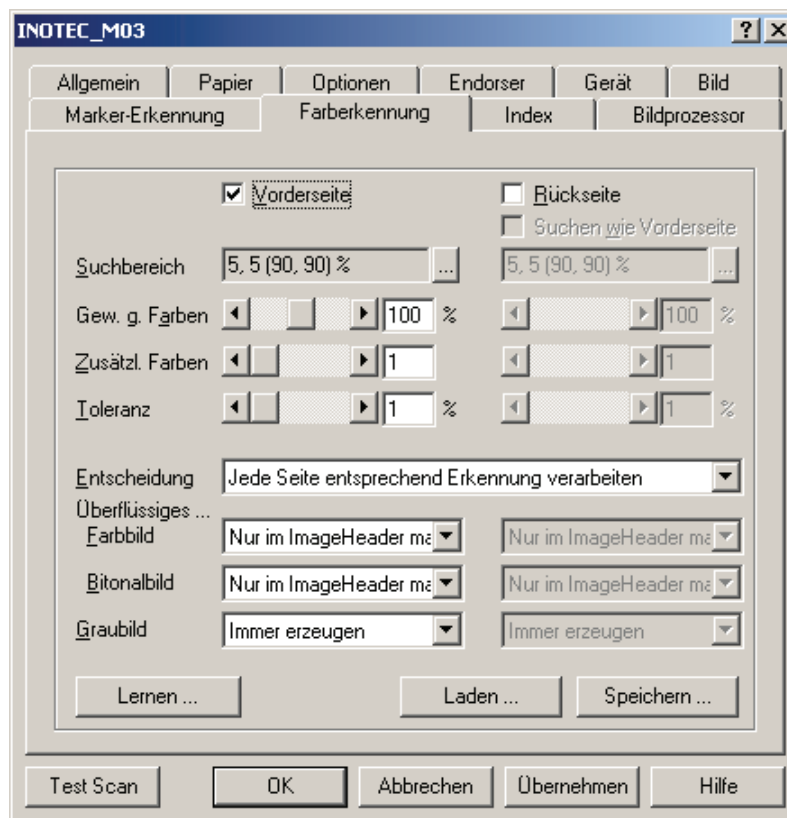 INOTEC_M03
Allgemein Papier Optionen Endorser Gerät Bild
Marker-Erkennung Farberkennung Index Bildprozessor
Vorderseite Rückseite
Suchen wie Vorderseite
Suchbereich 5, 5 (90, 90) % ... 5, 5 (90, 90) % ...
Gew. g. Farben 100 % 100 %
Zusätzl. Farben 1 1
Toleranz 1 % 1 %
Entscheidung Jede Seite entsprechend Erkennung verarbeiten
Überflüssiges ...
Farbbild Nur im ImageHeader ma Nur im ImageHeader ma
Bitonalbild Nur im ImageHeader ma Nur im ImageHeader ma
Graubild Immer erzeugen Immer erzeugen
Lernen ... Laden ... Speichern ...
Test Scan OK Abbrechen Übernehmen Hilfe